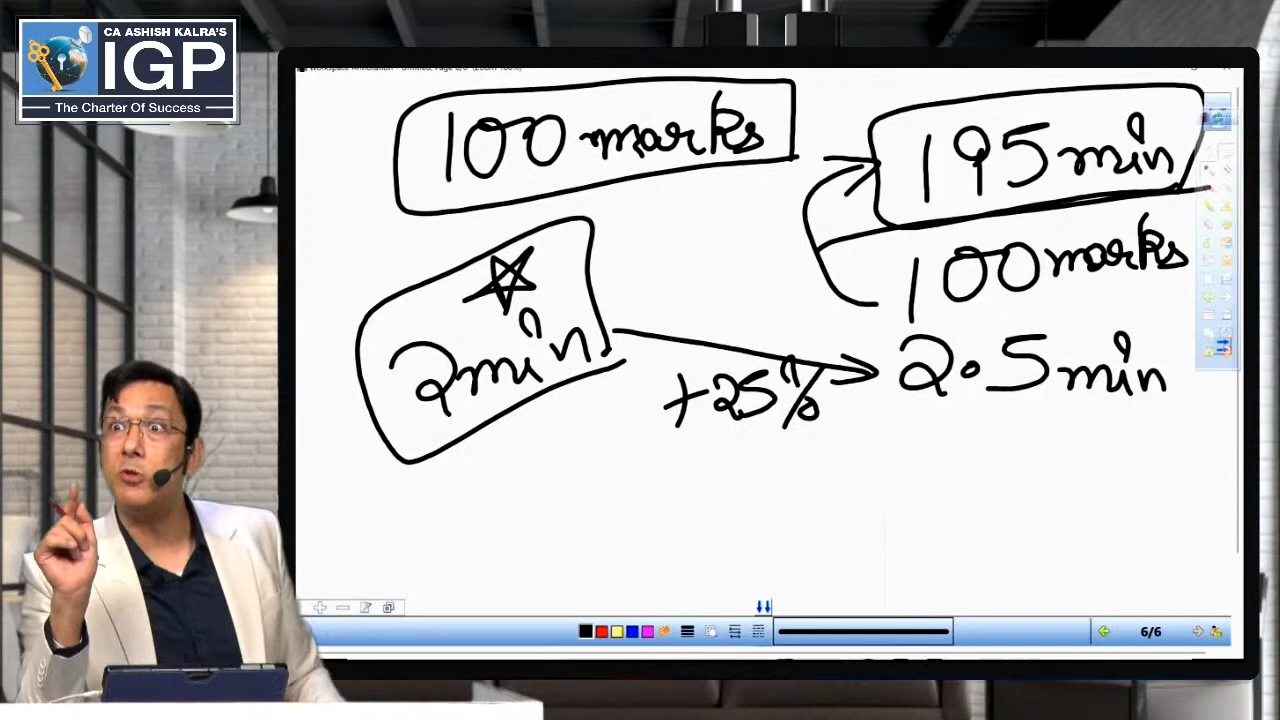 CA ASHISH KALRA'S
IGP
The Charter Of Success
100 marks
195 min
100 marks
2 min
+25%
2.5 min
6/6